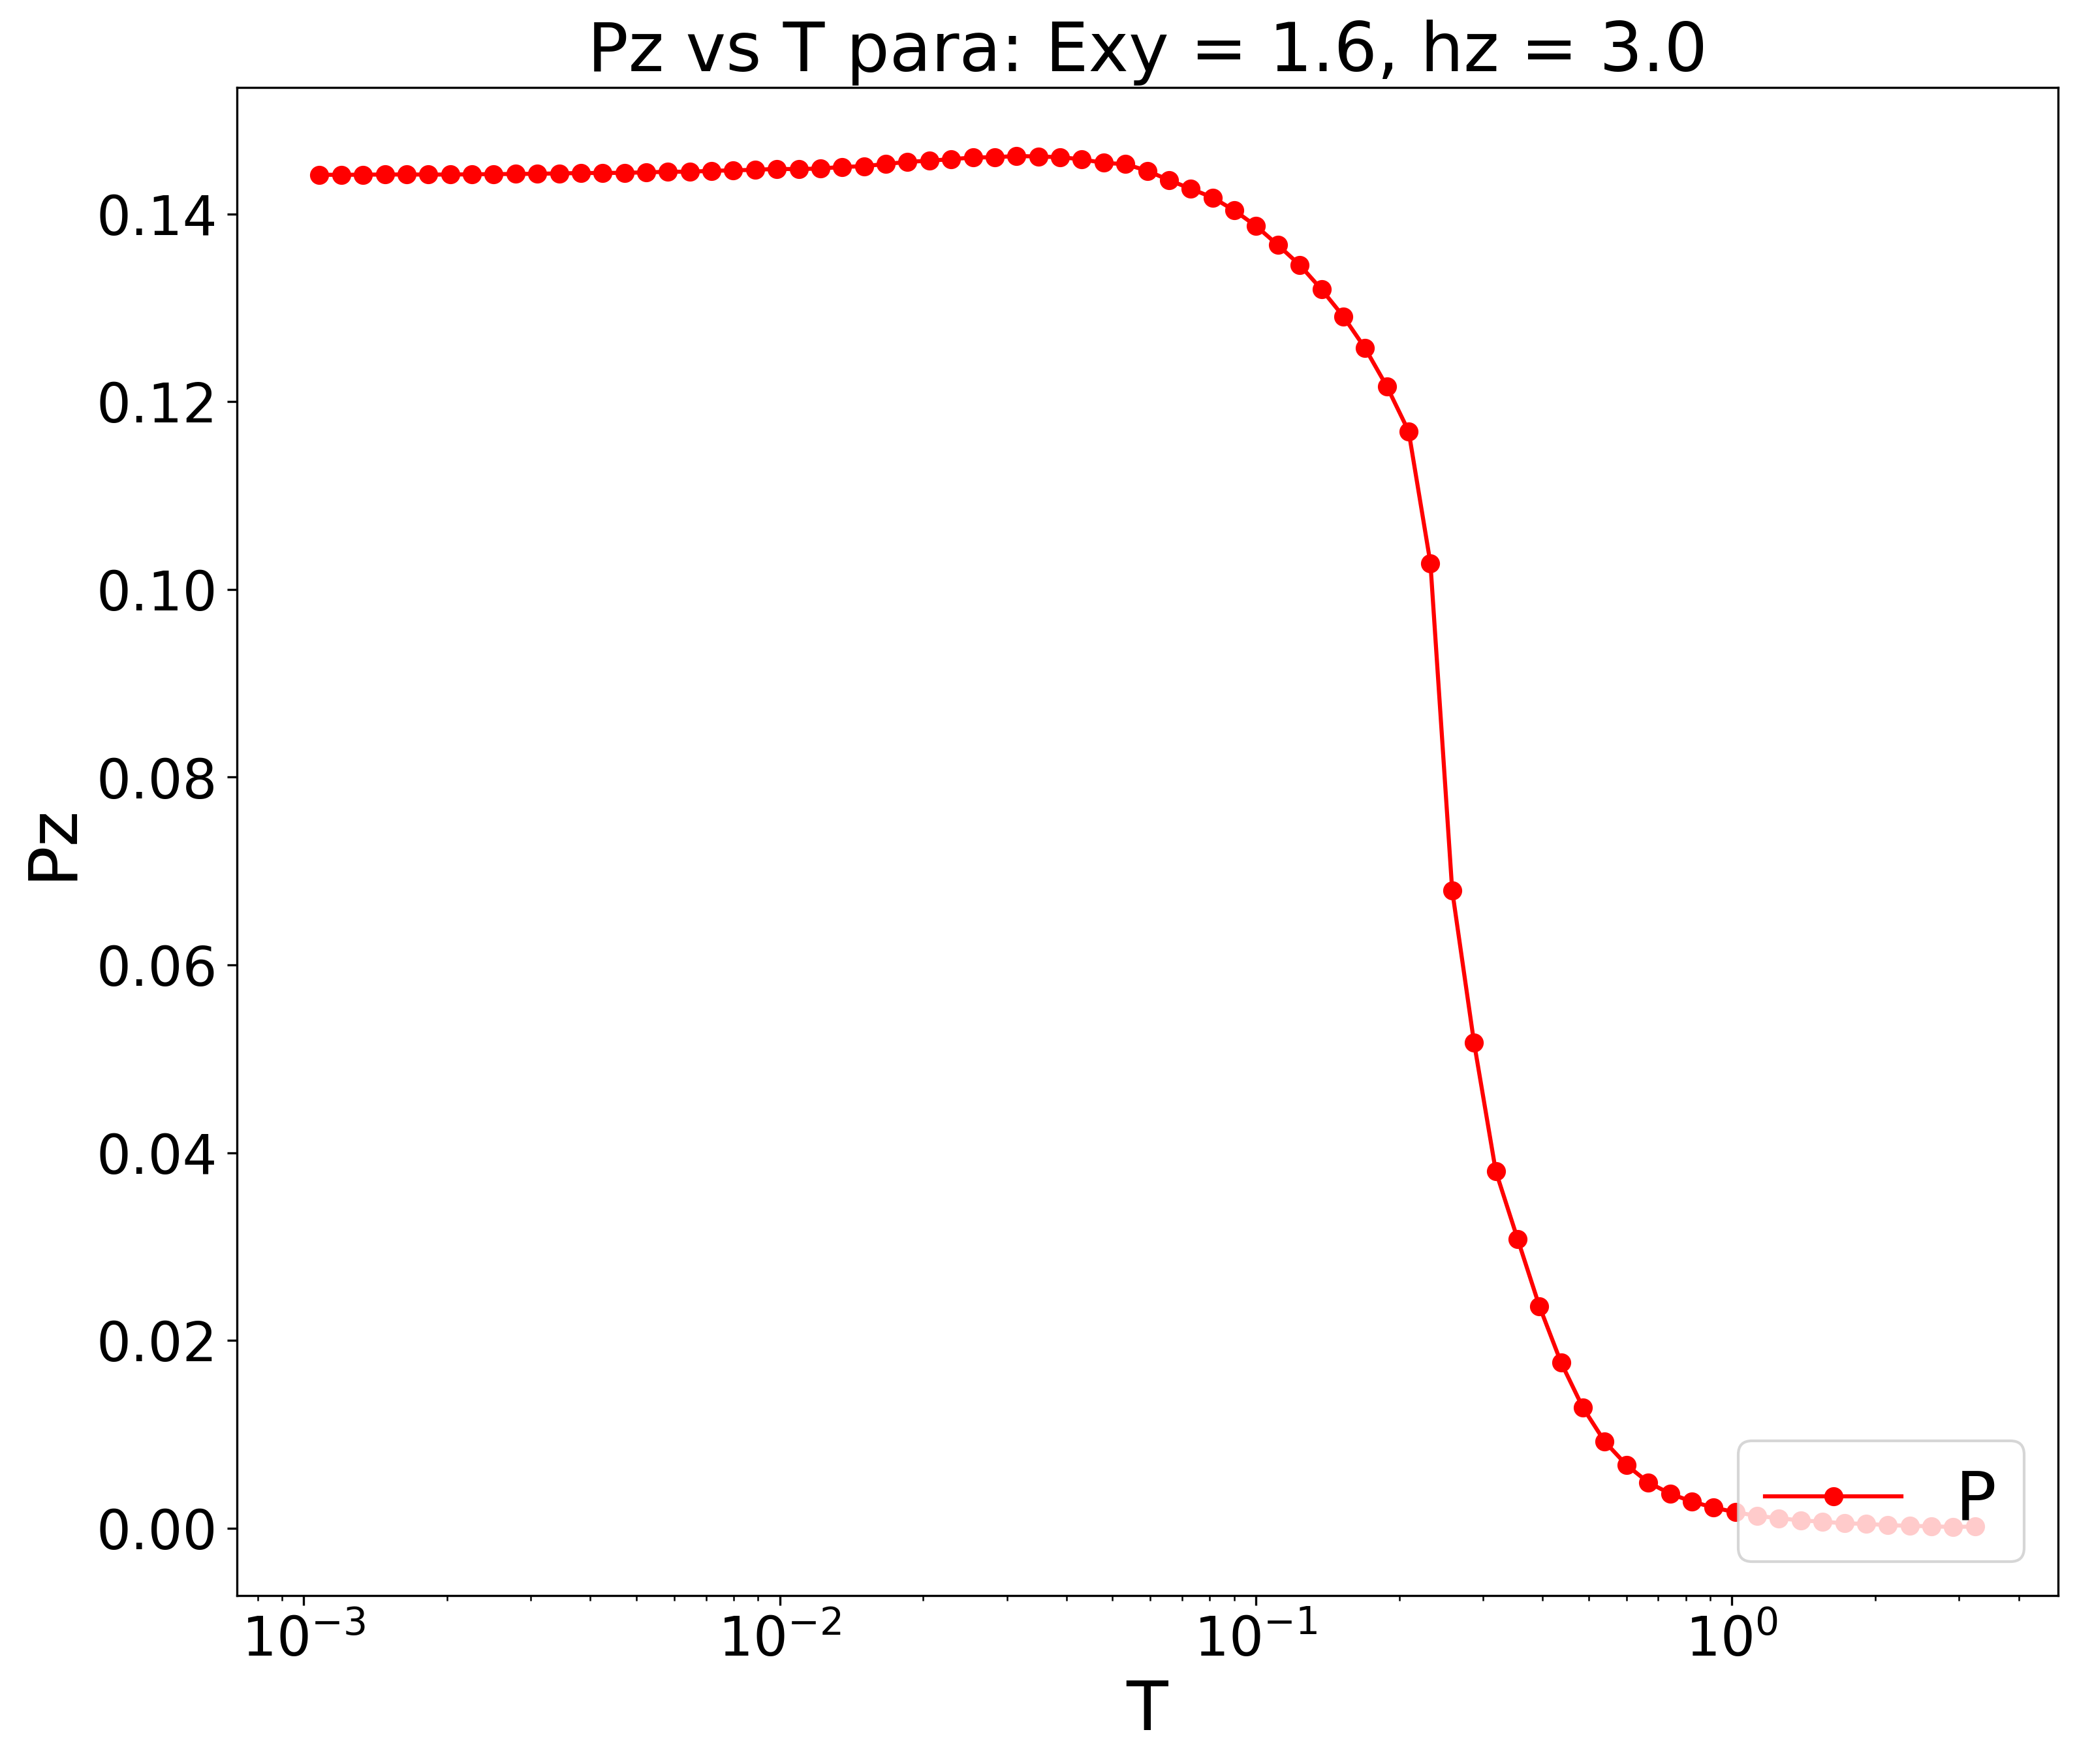 Pz vs T para: Exy = 1.6, hz = 3.0
Pz
0.14
0.12
0.10
0.08
0.06
0.04
0.02
0.00
P
10⁻³ 10⁻² 10⁻¹ 10⁰
T